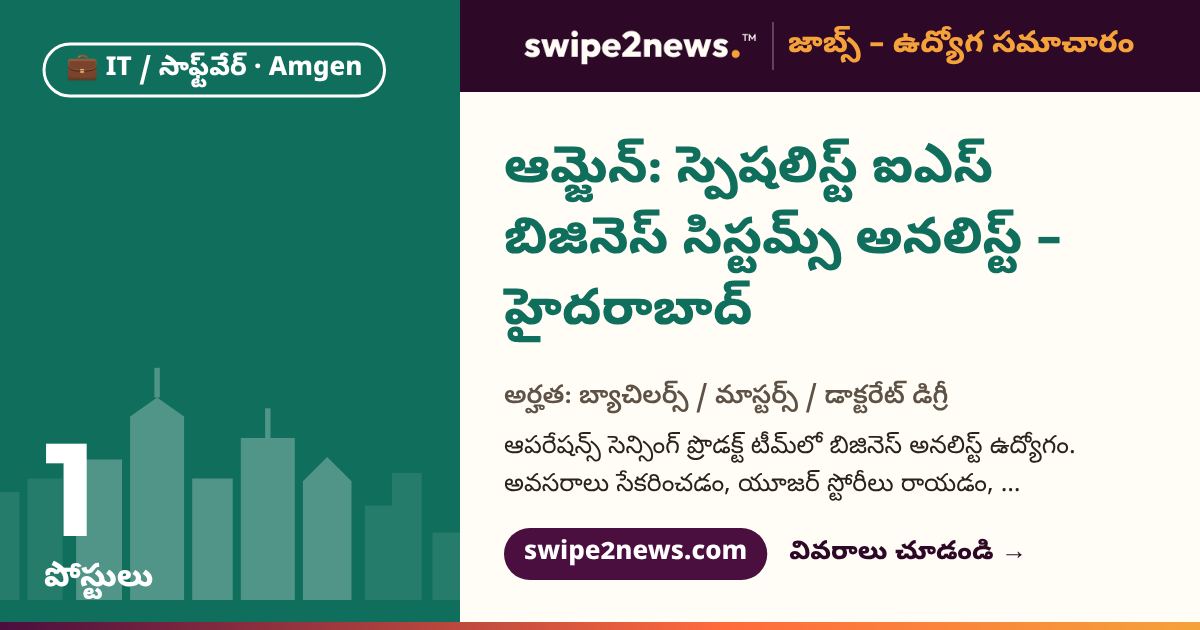 💼 IT / సాఫ్ట్‌వేర్ · Amgen
swipe2news.™ జాబ్స్ – ఉద్యోగ సమాచారం
ఆమ్జెన్: స్పెషలిస్ట్ ఐఎస్
బిజినెస్ సిస్టమ్స్ అనలిస్ట్ –
హైదరాబాద్
అర్హత: బ్యాచిలర్స్ / మాస్టర్స్ / డాక్టరేట్ డిగ్రీ
ఆపరేషన్స్ సెన్సింగ్ ప్రొడక్ట్ టీమ్‌లో బిజినెస్ అనలిస్ట్ ఉద్యోగం.
అవసరాలు సేకరించడం, యూజర్ స్టోరీలు రాయడం, ...
1
పోస్టులు
swipe2news.com వివరాలు చూడండి →